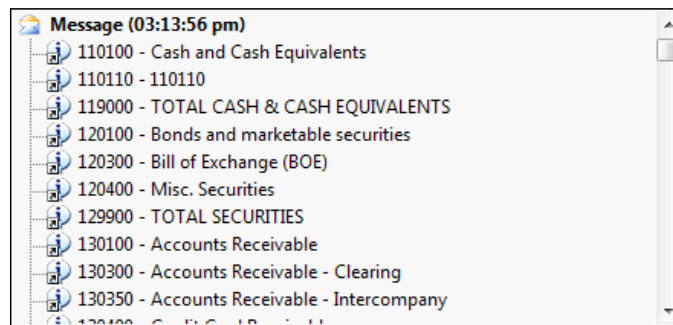 Message (03:13:56 pm)
110100 - Cash and Cash Equivalents
110110 - 110110
119000 - TOTAL CASH & CASH EQUIVALENTS
120100 - Bonds and marketable securities
120300 - Bill of Exchange (BOE)
120400 - Misc. Securities
129900 - TOTAL SECURITIES
130100 - Accounts Receivable
130300 - Accounts Receivable - Clearing
130350 - Accounts Receivable - Intercompany